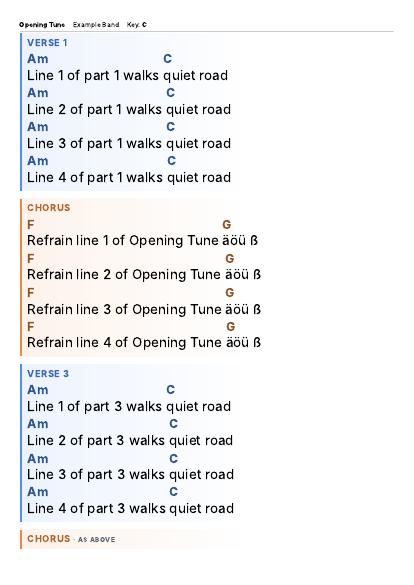 Opening Tune Example Band Key: C
VERSE 1
Am C
Line 1 of part 1 walks quiet road
Am C
Line 2 of part 1 walks quiet road
Am C
Line 3 of part 1 walks quiet road
Am C
Line 4 of part 1 walks quiet road
CHORUS
F G
Refrain line 1 of Opening Tune äöü ß
F G
Refrain line 2 of Opening Tune äöü ß
F G
Refrain line 3 of Opening Tune äöü ß
F G
Refrain line 4 of Opening Tune äöü ß
VERSE 3
Am C
Line 1 of part 3 walks quiet road
Am C
Line 2 of part 3 walks quiet road
Am C
Line 3 of part 3 walks quiet road
Am C
Line 4 of part 3 walks quiet road
CHORUS · AS ABOVE